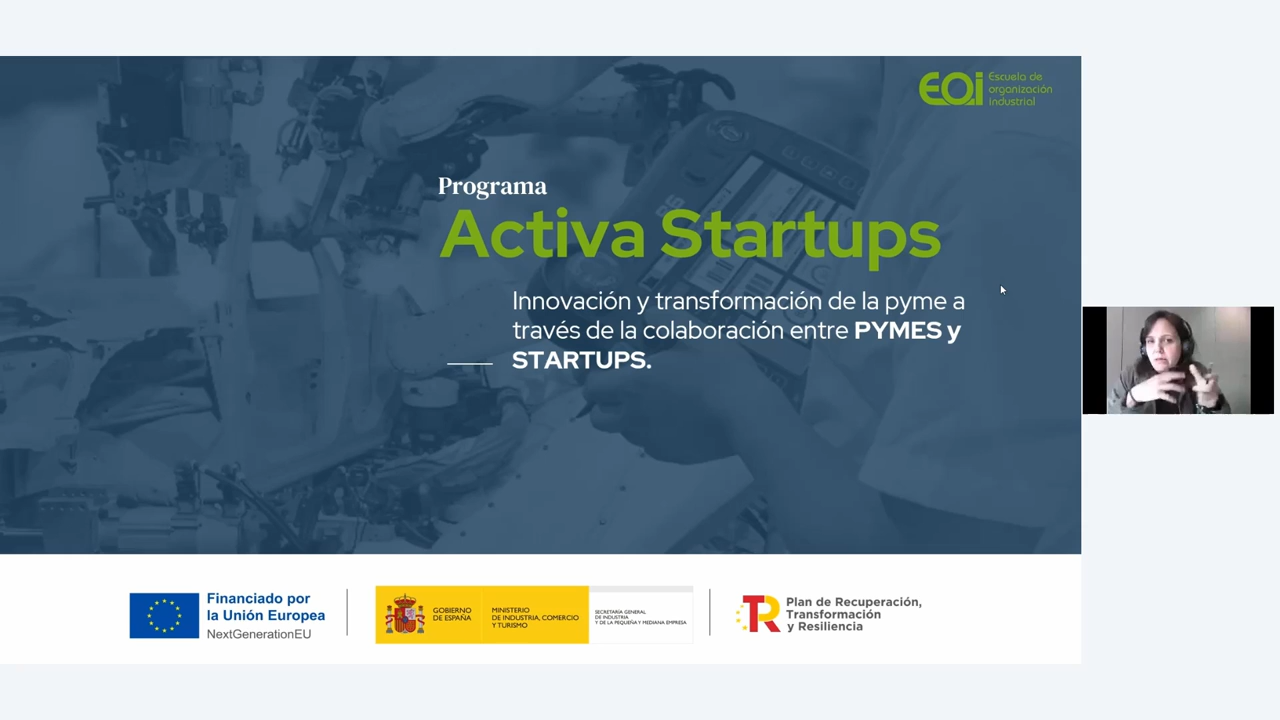 EOI
Escuela de
organización
industrial
Programa
Activa Startups
Innovación y transformación de la pyme a
través de la colaboración entre PYMES y
STARTUPS.
Financiado por
la Unión Europea
NextGenerationEU
GOBIERNO
DE ESPAÑA
MINISTERIO
DE INDUSTRIA, COMERCIO
Y TURISMO
SECRETARÍA GENERAL
DE INDUSTRIA
Y DE LA PEQUEÑA Y MEDIANA EMPRESA
TR
Plan de Recuperación,
Transformación
y Resiliencia